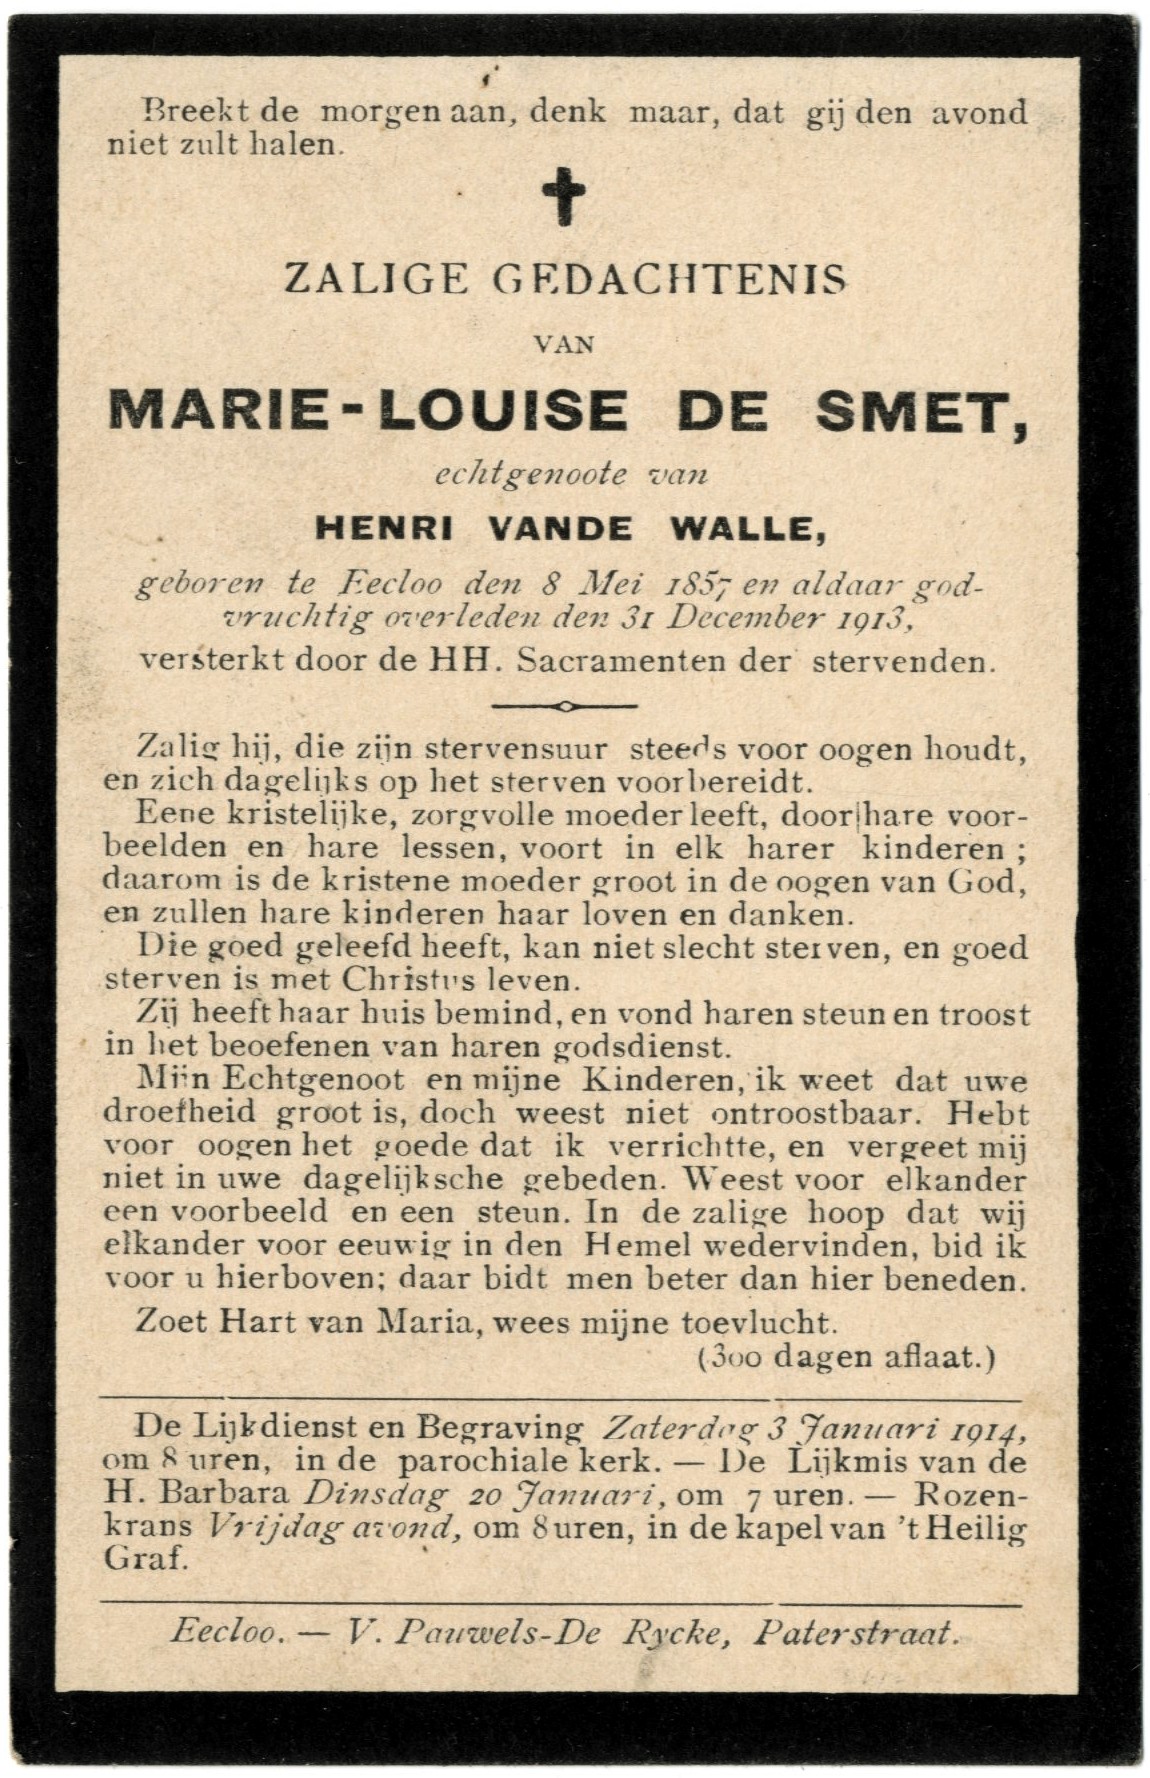 Breekt de morgen aan, denk maar, dat gij den avond
niet zult halen.
ZALIGE GEDACHTENIS
VAN
MARIE-LOUISE DE SMET,
echtgenoote van
HENRI VANDE WALLE,
geboren te Eecloo den 8 Mei 1857 en aldaar god-
vruchtig overleden den 31 December 1913,
versterkt door de HH. Sacramenten der stervenden.
Zalig hij, die zijn stervensuur steeds voor oogen houdt,
en zich dagelijks op het sterven voorbereidt.
Eene kristelijke, zorgvolle moeder leeft, door hare voor-
beelden en hare lessen, voort in elk harer kinderen ;
daarom is de kristene moeder groot in de oogen van God,
en zullen hare kinderen haar loven en danken.
Die goed geleefd heeft, kan niet slecht sterven, en goed
sterven is met Christus leven.
Zij heeft haar huis bemind, en vond haren steun en troost
in het beoefenen van haren godsdienst.
Mijn Echtgenoot en mijne Kinderen, ik weet dat uwe
droefheid groot is, doch weest niet ontroostbaar. Hebt
voor oogen het goede dat ik verrichtte, en vergeet mij
niet in uwe dagelijksche gebeden. Weest voor elkander
een voorbeeld en een steun. In de zalige hoop dat wij
elkander voor eeuwig in den Hemel wedervinden, bid ik
voor u hierboven; daar bidt men beter dan hier beneden.
Zoet Hart van Maria, wees mijne toevlucht.
(300 dagen aflaat.)
De Lijkdienst en Begraving Zaterdag 3 Januari 1914,
om 8 uren, in de parochiale kerk. — De Lijkmis van de
H. Barbara Dinsdag 20 Januari, om 7 uren. — Rozen-
krans Vrijdag avond, om 8 uren, in de kapel van 't Heilig
Graf.
Eecloo. — V. Pauwels-De Rycke, Paterstraat.